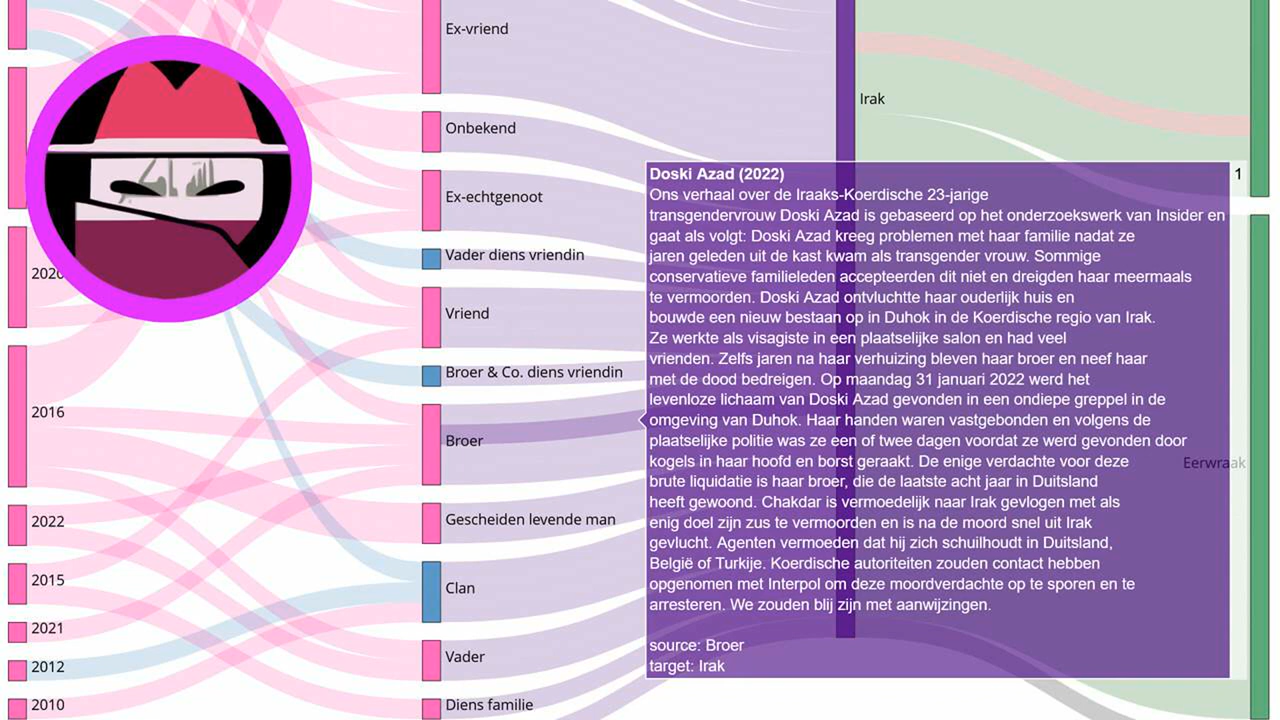 Ex-vriend
Irak
Onbekend
Doski Azad (2022)
1
Ons verhaal over de Iraaks-Koerdische 23-jarige
transgendervrouw Doski Azad is gebaseerd op het onderzoekswerk van Insider en
gaat als volgt: Doski Azad kreeg problemen met haar familie nadat ze
jaren geleden uit de kast kwam als transgender vrouw. Sommige
conservatieve familieleden accepteerden dit niet en dreigden haar meermaals
te vermoorden. Doski Azad ontvluchtte haar ouderlijk huis en
bouwde een nieuw bestaan op in Duhok in de Koerdische regio van Irak.
Ze werkte als visagiste in een plaatselijke salon en had veel
vrienden. Zelfs jaren na haar verhuizing bleven haar broer en neef haar
met de dood bedreigen. Op maandag 31 januari 2022 werd het
levenloze lichaam van Doski Azad gevonden in een ondiepe greppel in de
omgeving van Duhok. Haar handen waren vastgebonden en volgens de
plaatselijke politie was ze een of twee dagen voordat ze werd gevonden door
kogels in haar hoofd en borst geraakt. De enige verdachte voor deze
brute liquidatie is haar broer, die de laatste acht jaar in Duitsland
heeft gewoond. Chakdar is vermoedelijk naar Irak gevlogen met als
enig doel zijn zus te vermoorden en is na de moord snel uit Irak
gevlucht. Agenten vermoeden dat hij zich schuilhoudt in Duitsland,
België of Turkije. Koerdische autoriteiten zouden contact hebben
opgenomen met Interpol om deze moordverdachte op te sporen en te
arresteren. We zouden blij zijn met aanwijzingen.
source: Broer
target: Irak
Eerwraak
Ex-echtgenoot
Vader diens vriendin
2020
Vriend
Broer & Co. diens vriendin
2016
Broer
2022
Gescheiden levende man
2015
Clan
2021
Vader
2012
2010
Diens familie